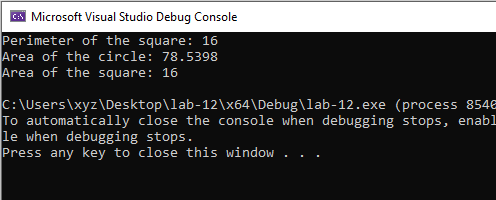 Microsoft Visual Studio Debug Console
Perimeter of the square: 16
Area of the circle: 78.5398
Area of the square: 16
C:\Users\xyz\Desktop\lab-12\x64\Debug\lab-12.exe (process 8540
To automatically close the console when debugging stops, enabl
le when debugging stops.
Press any key to close this window . . .